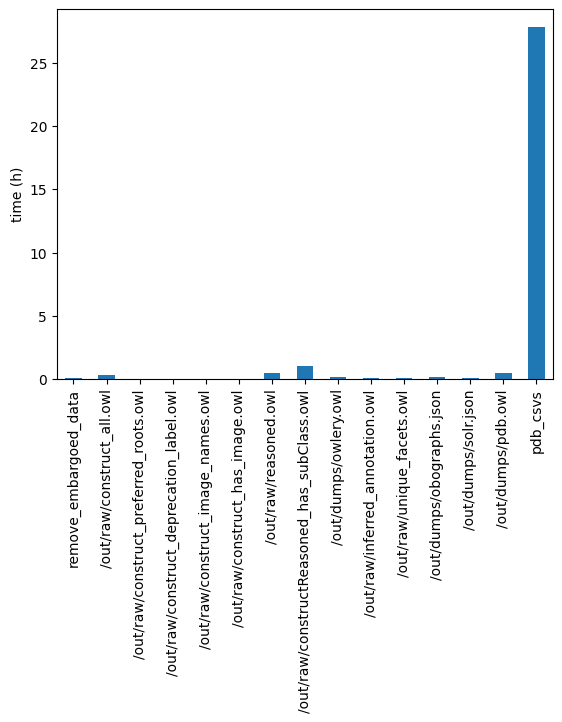 time (h)
25
20
15
10
5
0
remove_embargoed_data
/out/raw/construct_all.owl
/out/raw/construct_preferred_roots.owl
/out/raw/construct_deprecation_label.owl
/out/raw/construct_image_names.owl
/out/raw/construct_has_image.owl
/out/raw/reasoned.owl
/out/raw/constructReasoned_has_subClass.owl
/out/dumps/owlery.owl
/out/raw/inferred_annotation.owl
/out/raw/unique_facets.owl
/out/dumps/obographs.json
/out/dumps/solr.json
/out/dumps/pdb.owl
pdb_csvs